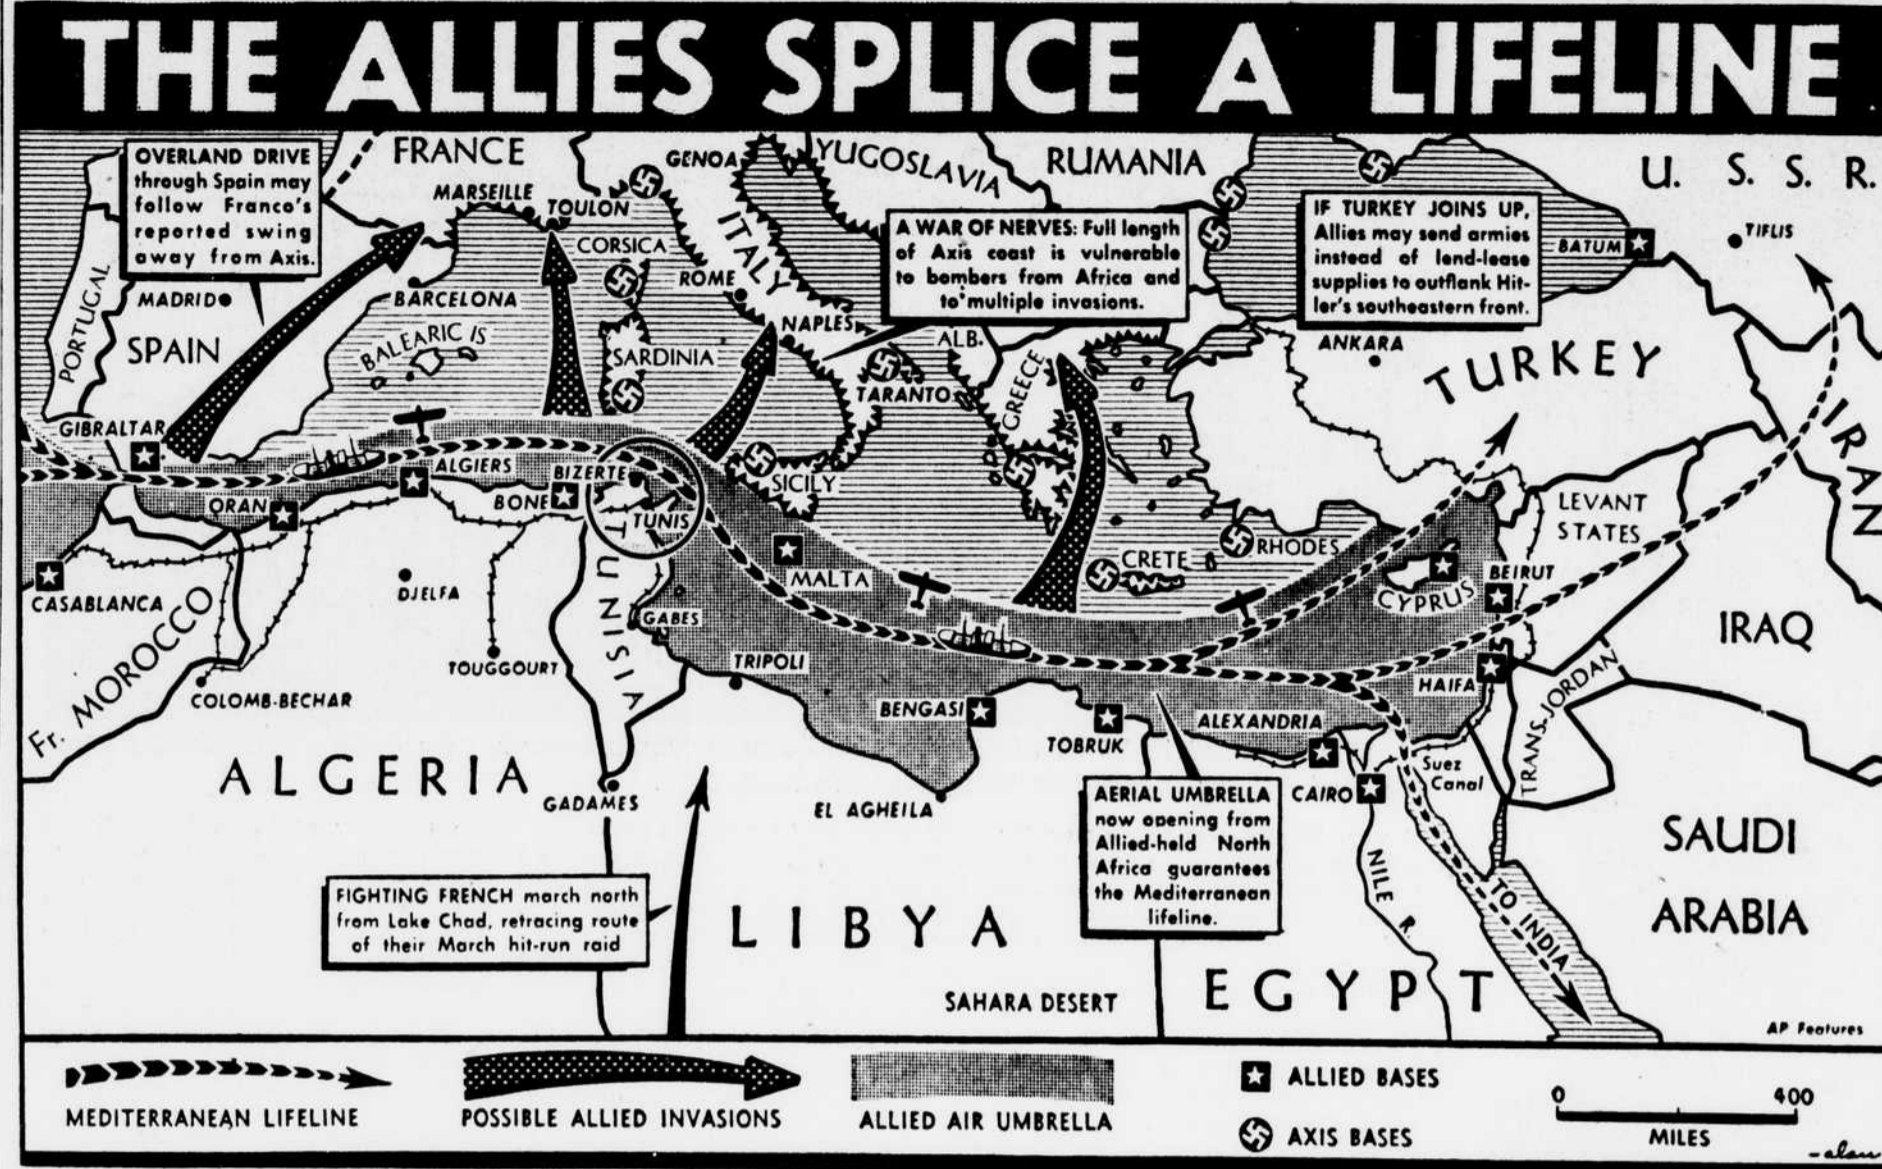 THE ALLIES SPLICE A LIFELINE
OVERLAND DRIVE
through Spain may
follow Franco's
reported swing
away from Axis.
FRANCE
MARSEILLE
TOULON
GENOA
YUGOSLAVIA
RUMANIA
U. S. S. R.
A WAR OF NERVES: Full length
of Axis coast is vulnerable
to bombers from Africa and
to multiple invasions.
IF TURKEY JOINS UP,
Allies may send armies
instead of lend-lease
supplies to outflank Hit-
ler's southeastern front.
BATUM
TIFLIS
PORTUGAL
MADRID
SPAIN
BARCELONA
BALEARIC IS
CORSICA
ITALY
ROME
NAPLES
SARDINIA
TARANTO
ALB.
GREECE
ANKARA
TURKEY
IRAN
GIBRALTAR
ORAN
ALGIERS
BONE
BIZERTE
TUNIS
SICILY
CASABLANCA
Fr. MOROCCO
DJELFA
TOUGGOURT
COLOMB-BECHAR
TUNISIA
GABES
MALTA
CRETE
RHODES
CYPRUS
LEVANT
STATES
BEIRUT
IRAQ
TRIPOLI
BENGASI
TOBRUK
ALEXANDRIA
HAIFA
TRANS-JORDAN
ALGERIA
GADAMES
EL AGHEILA
CAIRO
Suez
Canal
AERIAL UMBRELLA
now opening from
Allied-held North
Africa guarantees
the Mediterranean
lifeline.
NILE R.
SAUDI
ARABIA
FIGHTING FRENCH march north
from Lake Chad, retracing route
of their March hit-run raid
LIBYA
SAHARA DESERT
EGYPT
TO INDIA
AP Features
MEDITERRANEAN LIFELINE
POSSIBLE ALLIED INVASIONS
ALLIED AIR UMBRELLA
ALLIED BASES
AXIS BASES
0 400
MILES